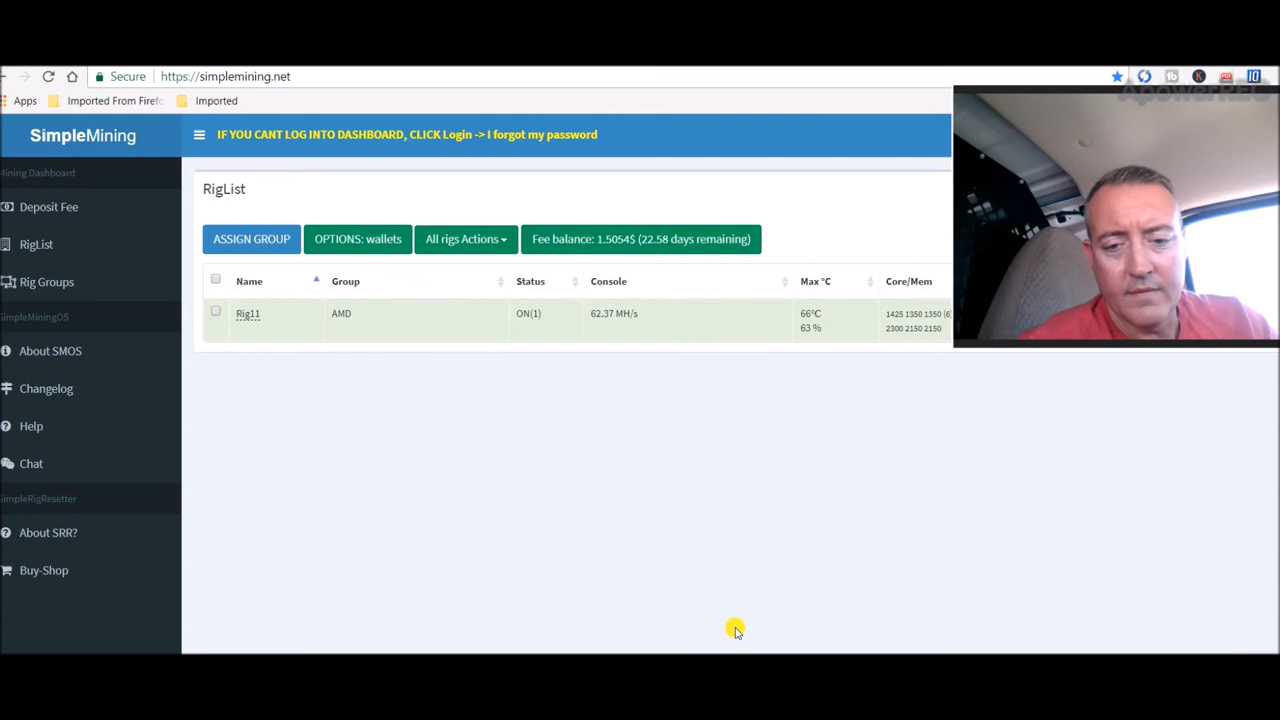 Secure https://simplemining.net
Apps Imported From Firefo Imported
ApowerREC
SimpleMining
IF YOU CANT LOG INTO DASHBOARD, CLICK Login -> I forgot my password
Mining Dashboard
Deposit Fee
RigList
Rig Groups
SimpleMiningOS
About SMOS
Changelog
Help
Chat
SimpleRigResetter
About SRR?
Buy-Shop
RigList
ASSIGN GROUP OPTIONS: wallets All rigs Actions Fee balance: 1.5054$ (22.58 days remaining)
Name Group Status Console Max °C Core/Mem
Rig11 AMD ON(1) 62.37 MH/s 66°C 1425 1350 1350 (6
63 % 2300 2150 2150